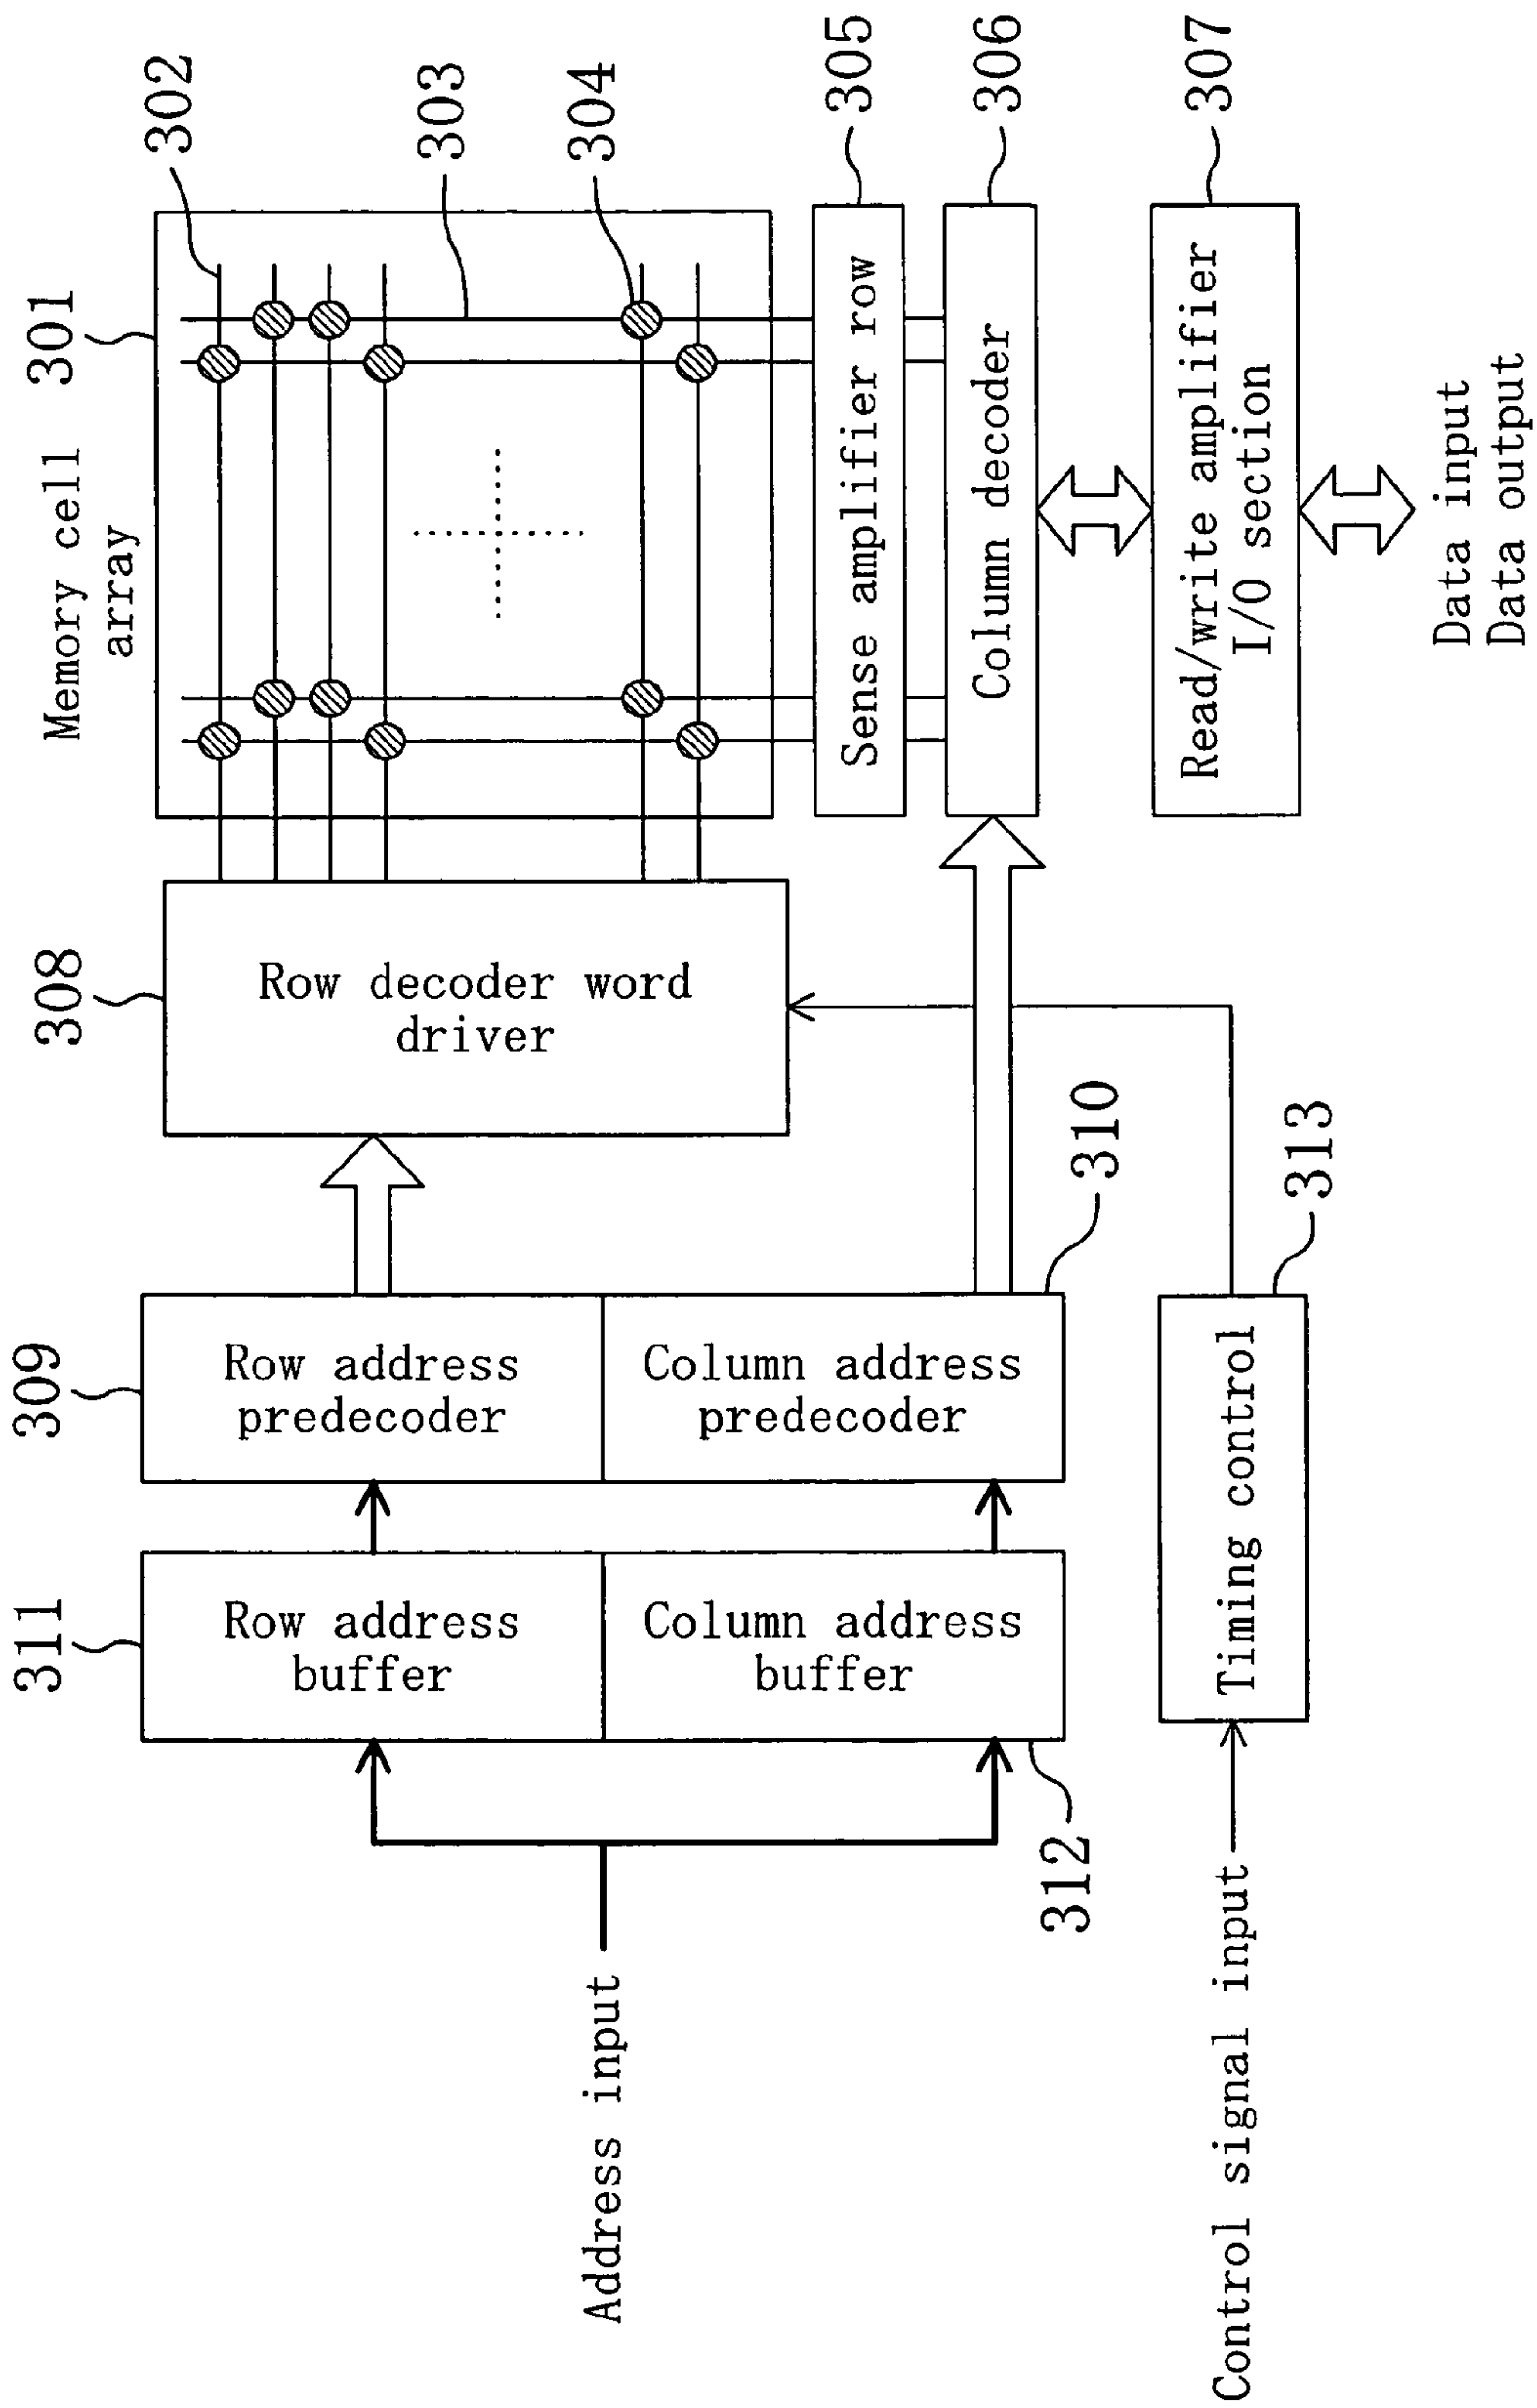 Memory cell 301
array
302
303
304
305
306
307
308
Row decoder word
driver
Sense amplifier row
Column decoder
Read/write amplifier
I/O section
Data input
Data output
309
Row address
predecoder
Column address
predecoder
310
311
Row address
buffer
Column address
buffer
312
Timing control
313
Address input
Control signal input